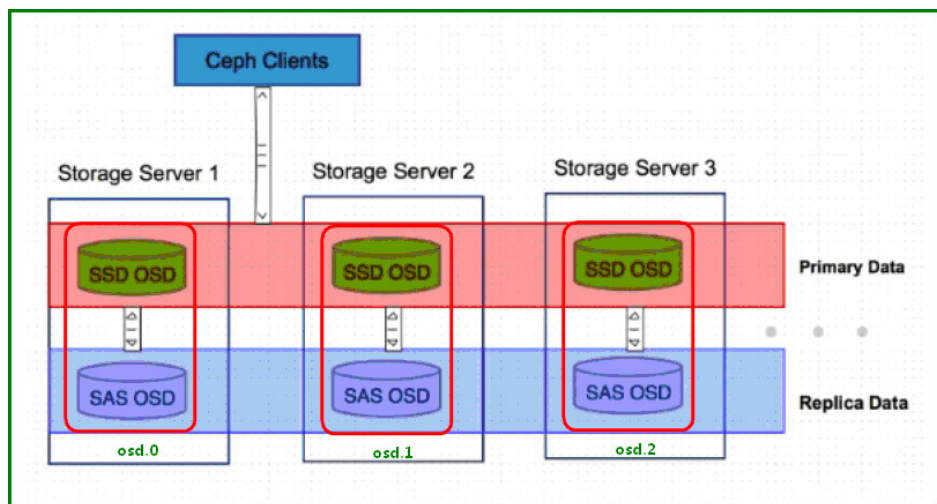 Ceph Clients
Storage Server 1
Storage Server 2
Storage Server 3
SSD OSD
SSD OSD
SSD OSD
Primary Data
SAS OSD
SAS OSD
SAS OSD
Replica Data
osd.0
osd.1
osd.2